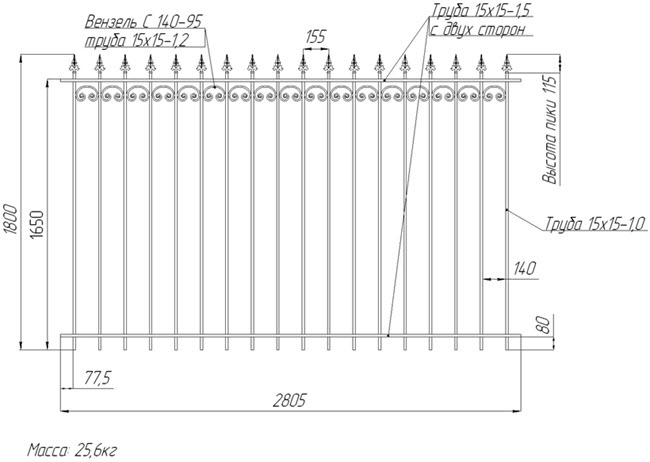 Вензель С 140-95
труба 15х15-1,2
155
Труба 15х15-1,5
с двух сторон
Высота пики 115
1800
1650
Труба 15х15-1,0
140
80
77,5
2805
Масса: 25,6кг